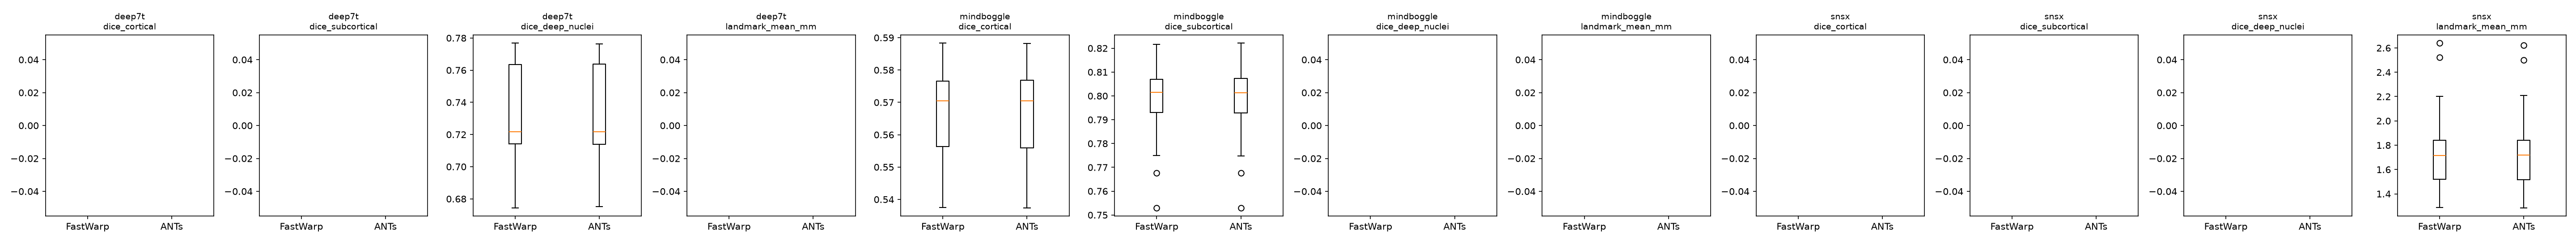 deep7t
dice_cortical
0.04
0.02
0.00
−0.02
−0.04
FastWarp ANTs
deep7t
dice_subcortical
0.04
0.02
0.00
−0.02
−0.04
FastWarp ANTs
deep7t
dice_deep_nuclei
0.78
0.76
0.74
0.72
0.70
0.68
FastWarp ANTs
deep7t
landmark_mean_mm
0.04
0.02
0.00
−0.02
−0.04
FastWarp ANTs
mindboggle
dice_cortical
0.59
0.58
0.57
0.56
0.55
0.54
FastWarp ANTs
mindboggle
dice_subcortical
0.82
0.81
0.80
0.79
0.78
0.77
0.76
0.75
FastWarp ANTs
mindboggle
dice_deep_nuclei
0.04
0.02
0.00
−0.02
−0.04
FastWarp ANTs
mindboggle
landmark_mean_mm
0.04
0.02
0.00
−0.02
−0.04
FastWarp ANTs
snsx
dice_cortical
0.04
0.02
0.00
−0.02
−0.04
FastWarp ANTs
snsx
dice_subcortical
0.04
0.02
0.00
−0.02
−0.04
FastWarp ANTs
snsx
dice_deep_nuclei
0.04
0.02
0.00
−0.02
−0.04
FastWarp ANTs
snsx
landmark_mean_mm
2.6
2.4
2.2
2.0
1.8
1.6
1.4
FastWarp ANTs